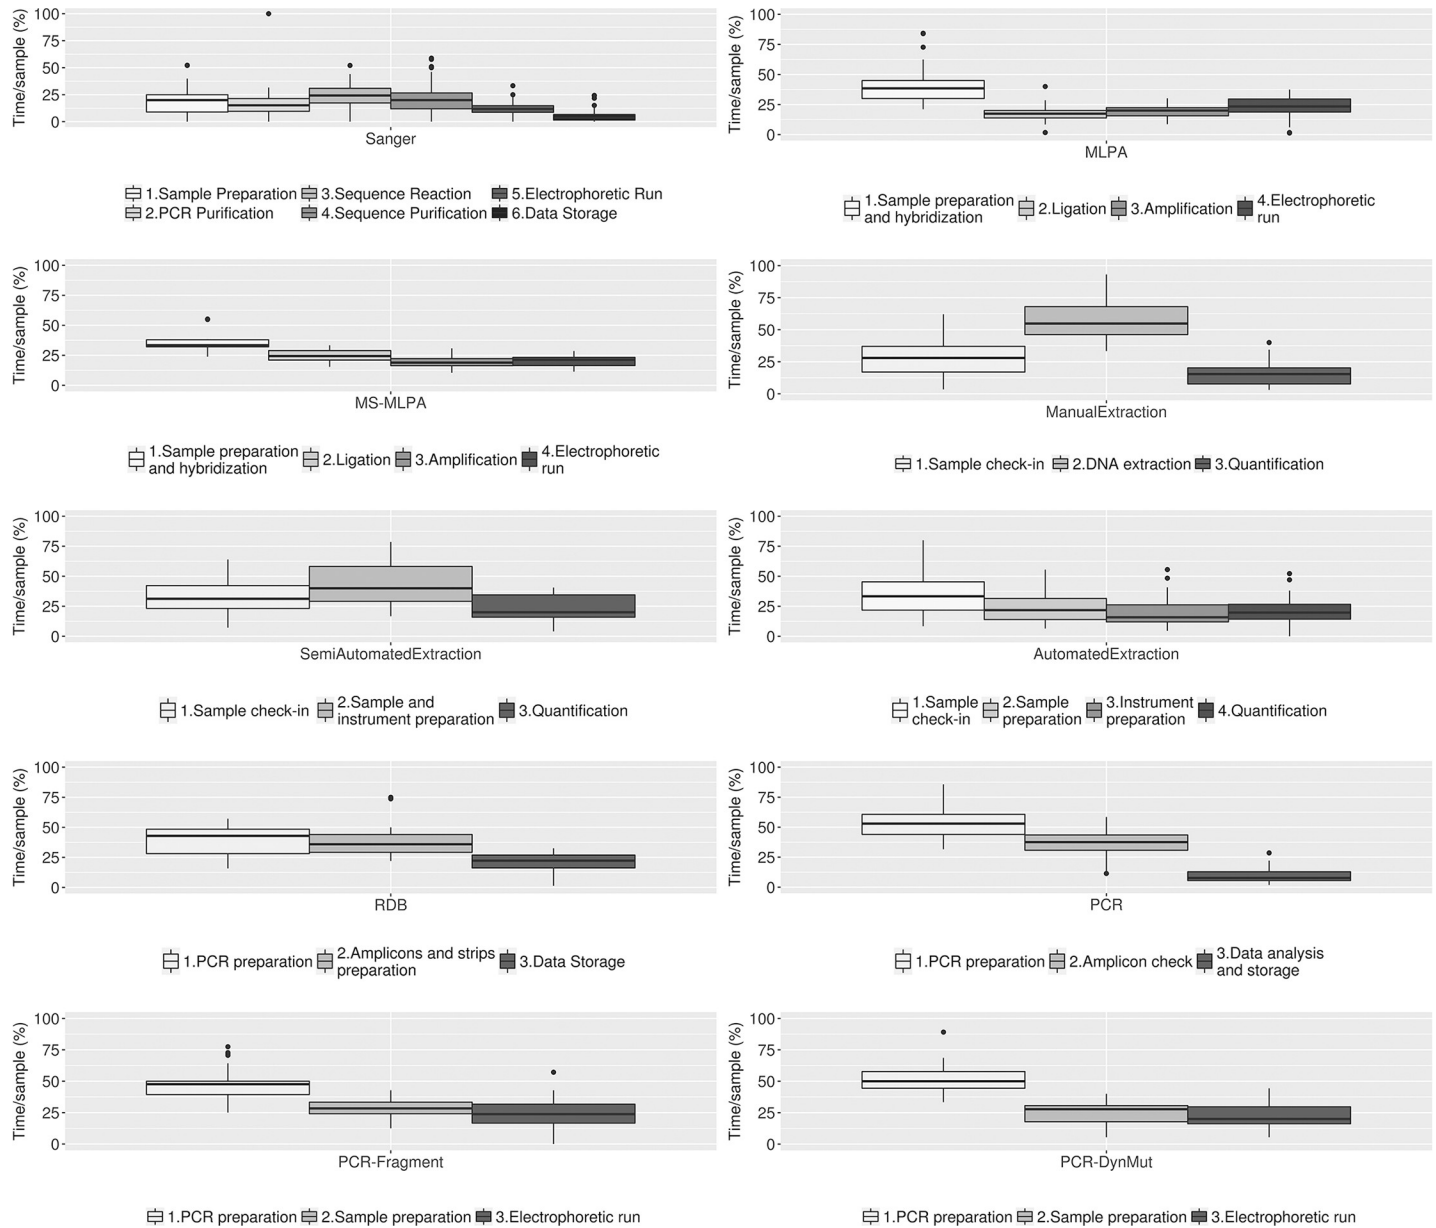 Time/sample (%)
100
75
50
25
0
Sanger
1.Sample Preparation 3.Sequence Reaction 5.Electrophoretic Run
2.PCR Purification 4.Sequence Purification 6.Data Storage
Time/sample (%)
100
75
50
25
0
MLPA
1.Sample preparation
and hybridization
2.Ligation
3.Amplification
4.Electrophoretic
run
Time/sample (%)
100
75
50
25
0
MS-MLPA
1.Sample preparation
and hybridization
2.Ligation
3.Amplification
4.Electrophoretic
run
Time/sample (%)
100
75
50
25
0
ManualExtraction
1.Sample check-in 2.DNA extraction 3.Quantification
Time/sample (%)
100
75
50
25
0
SemiAutomatedExtraction
1.Sample check-in
2.Sample and
instrument preparation
3.Quantification
Time/sample (%)
100
75
50
25
0
AutomatedExtraction
1.Sample
check-in
2.Sample
preparation
3.Instrument
preparation
4.Quantification
Time/sample (%)
100
75
50
25
0
RDB
1.PCR preparation
2.Amplicons and strips
preparation
3.Data Storage
Time/sample (%)
100
75
50
25
0
PCR
1.PCR preparation
2.Amplicon check
3.Data analysis
and storage
Time/sample (%)
100
75
50
25
0
PCR-Fragment
1.PCR preparation 2.Sample preparation 3.Electrophoretic run
Time/sample (%)
100
75
50
25
0
PCR-DynMut
1.PCR preparation 2.Sample preparation 3.Electrophoretic run